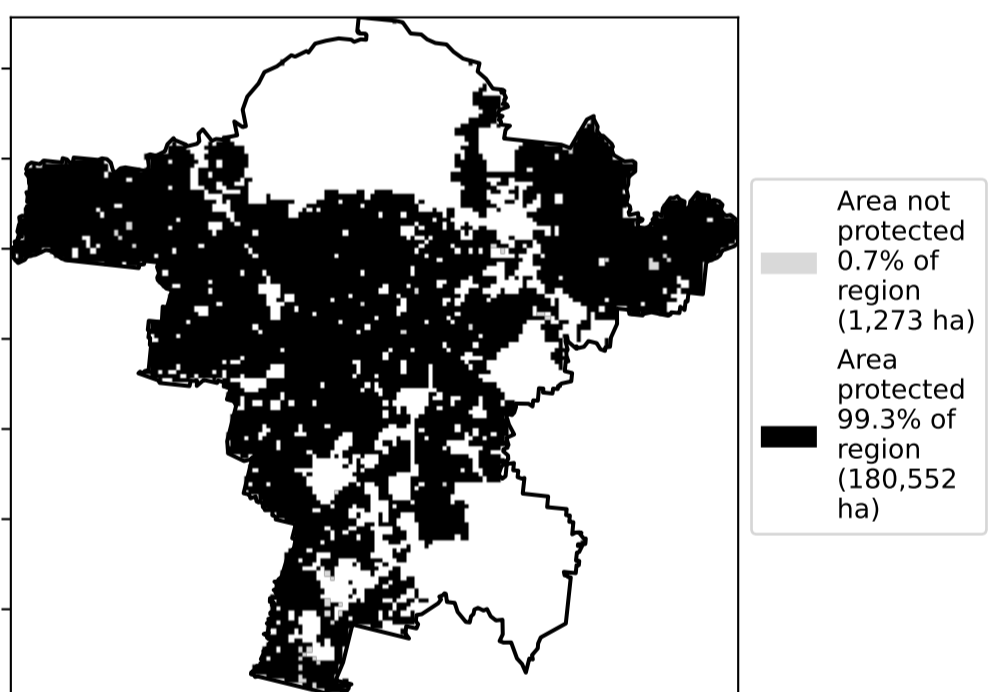 Area not
protected
0.7% of
region
(1,273 ha)
Area
protected
99.3% of
region
(180,552
ha)